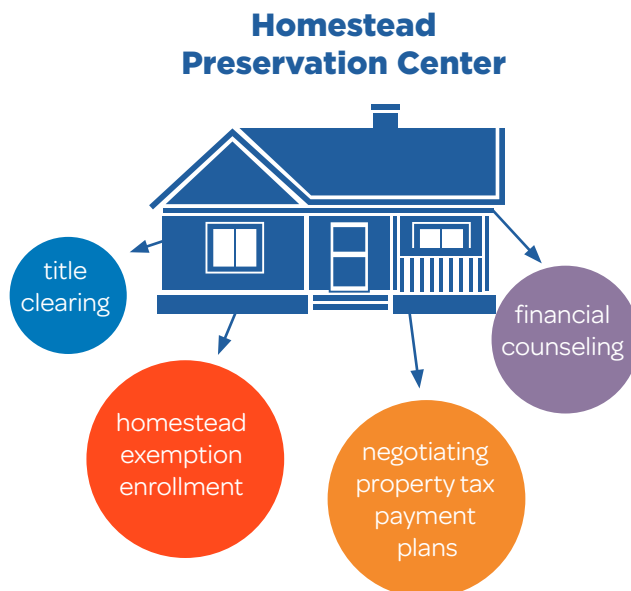 Homestead
Preservation Center
title
clearing
financial
counseling
homestead
exemption
enrollment
negotiating
property tax
payment
plans